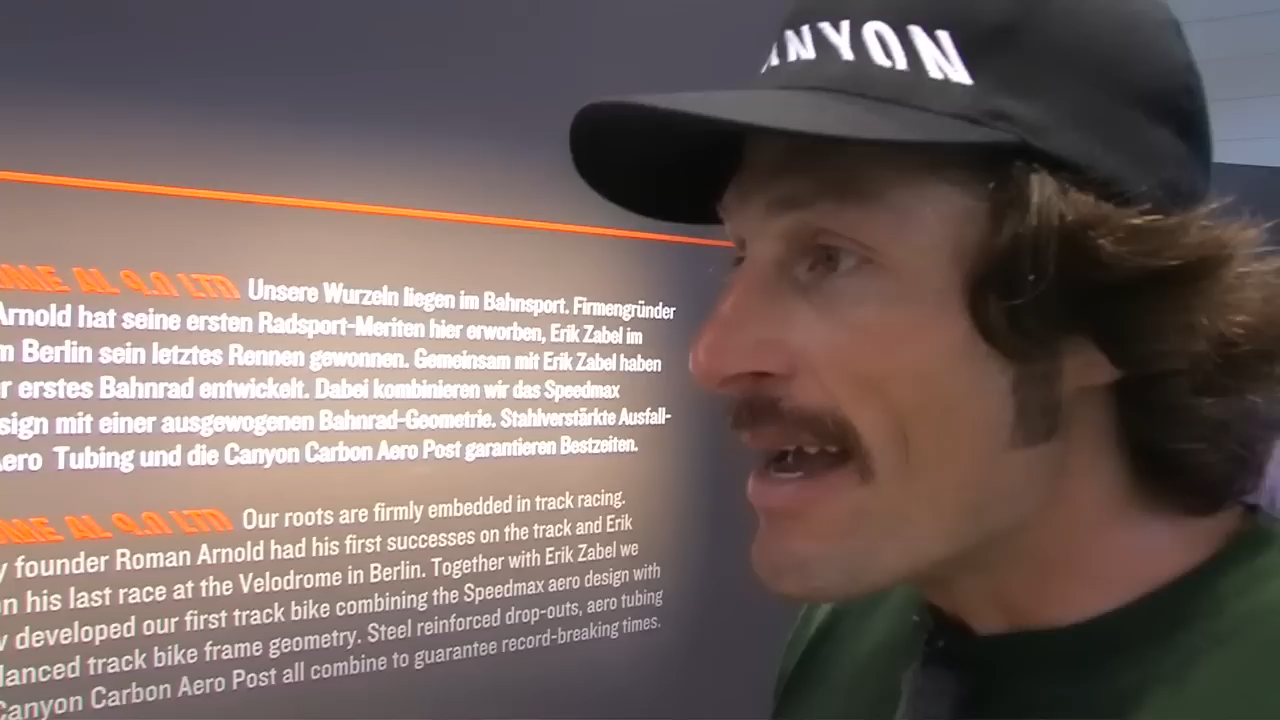 NYON
AL 9.0 LTD Unsere Wurzeln liegen im Bahnsport. Firmengründer
Arnold hat seine ersten Radsport-Meriten hier erworben, Erik Zabel im
Berlin sein letztes Rennen gewonnen. Gemeinsam mit Erik Zabel haben
erstes Bahnrad entwickelt. Dabei kombinieren wir das Speedmax
sign mit einer ausgewogenen Bahnrad-Geometrie. Stahlverstärkte Ausfall-
Aero Tubing und die Canyon Carbon Aero Post garantieren Bestzeiten.
AL 9.0 LTD Our roots are firmly embedded in track racing.
y founder Roman Arnold had his first successes on the track and Erik
n his last race at the Velodrome in Berlin. Together with Erik Zabel we
developed our first track bike combining the Speedmax aero design with
lanced track bike frame geometry. Steel reinforced drop-outs, aero tubing
Canyon Carbon Aero Post all combine to guarantee record-breaking times.